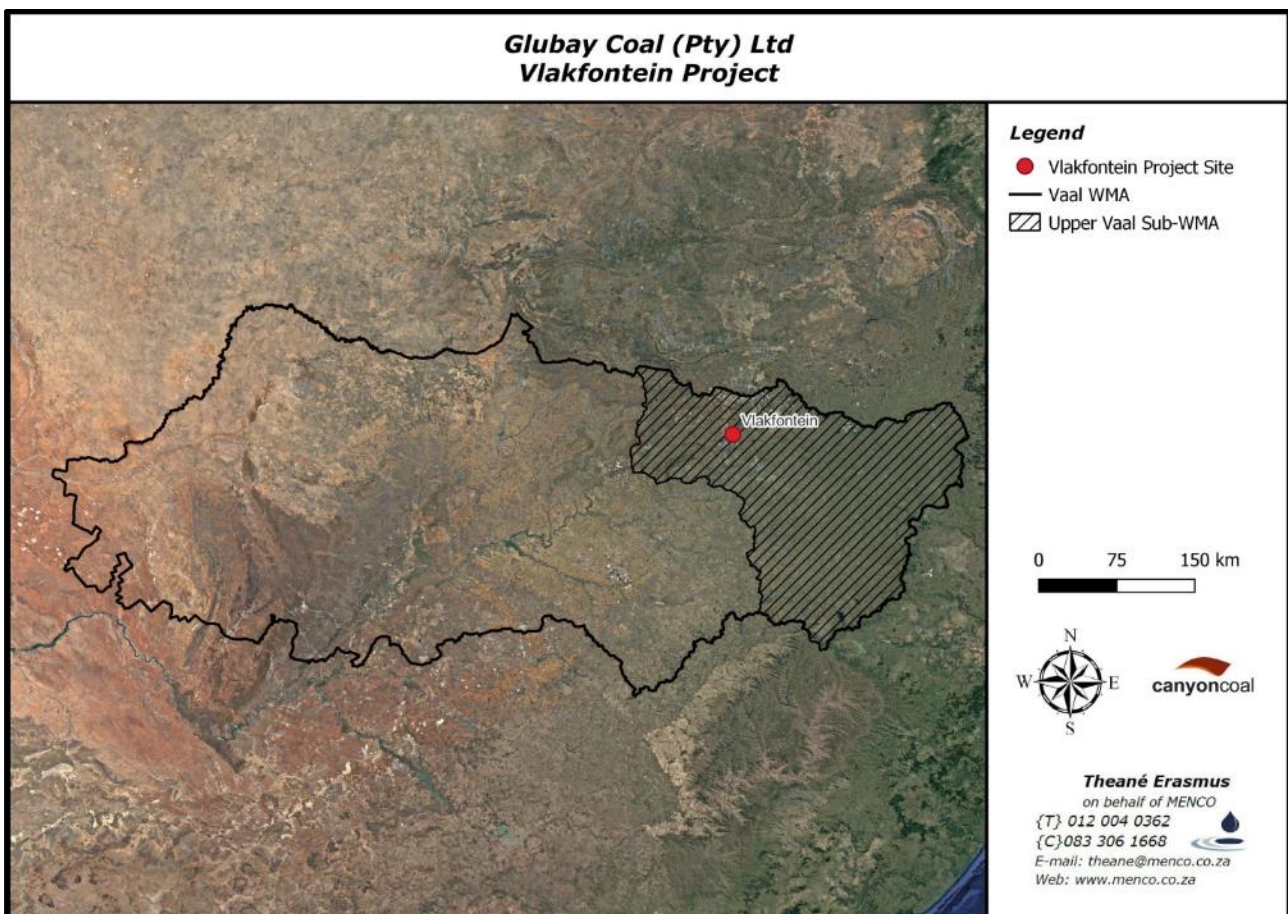 Glubay Coal (Pty) Ltd
Vlakfontein Project
Vlakfontein
Legend
Vlakfontein Project Site
Vaal WMA
Upper Vaal Sub-WMA
0 75 150 km
N
W E
S
canyoncoal
Theané Erasmus
on behalf of MENCO
{T} 012 004 0362
{C}083 306 1668
E-mail: theane@menco.co.za
Web: www.menco.co.za